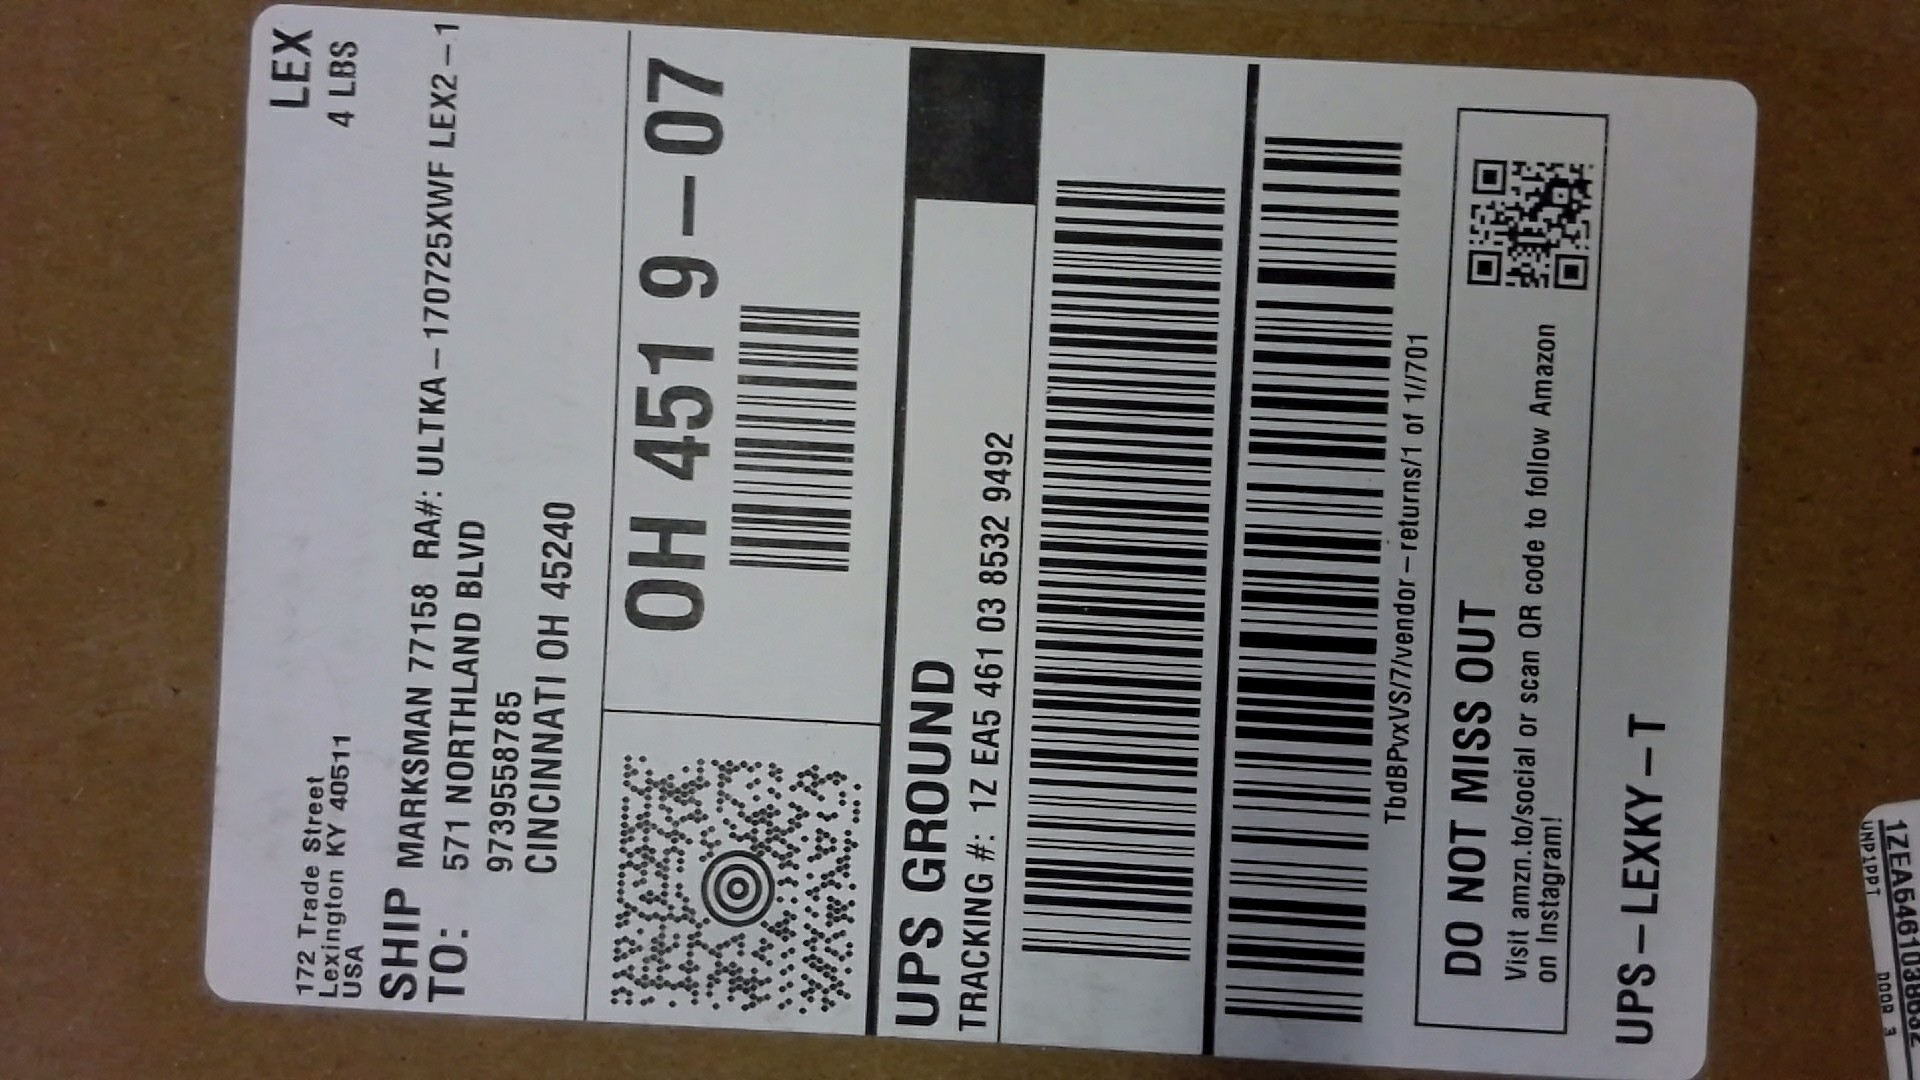 LEX
4 LBS
172 Trade Street
Lexington KY 40511
USA
SHIP
TO:
MARKSMAN 77158 RA#: ULTKA-170725XWF LEX2-1
571 NORTHLAND BLVD
9739558785
CINCINNATI OH 45240
OH 451 9-07
UPS GROUND
TRACKING #: 1Z EA5 461 03 8532 9492
TbdBPvxVS/7/vendor-returns/1 of 1//701
DO NOT MISS OUT
Visit amzn.to/social or scan QR code to follow Amazon
on Instagram!
UPS-LEXKY-T
DOOR 3